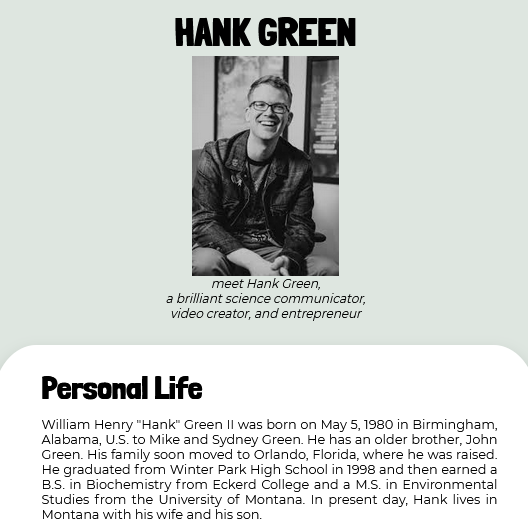 HANK GREEN
meet Hank Green,
a brilliant science communicator,
video creator, and entrepreneur
Personal Life
William Henry "Hank" Green II was born on May 5, 1980 in Birmingham,
Alabama, U.S. to Mike and Sydney Green. He has an older brother, John
Green. His family soon moved to Orlando, Florida, where he was raised.
He graduated from Winter Park High School in 1998 and then earned a
B.S. in Biochemistry from Eckerd College and a M.S. in Environmental
Studies from the University of Montana. In present day, Hank lives in
Montana with his wife and his son.